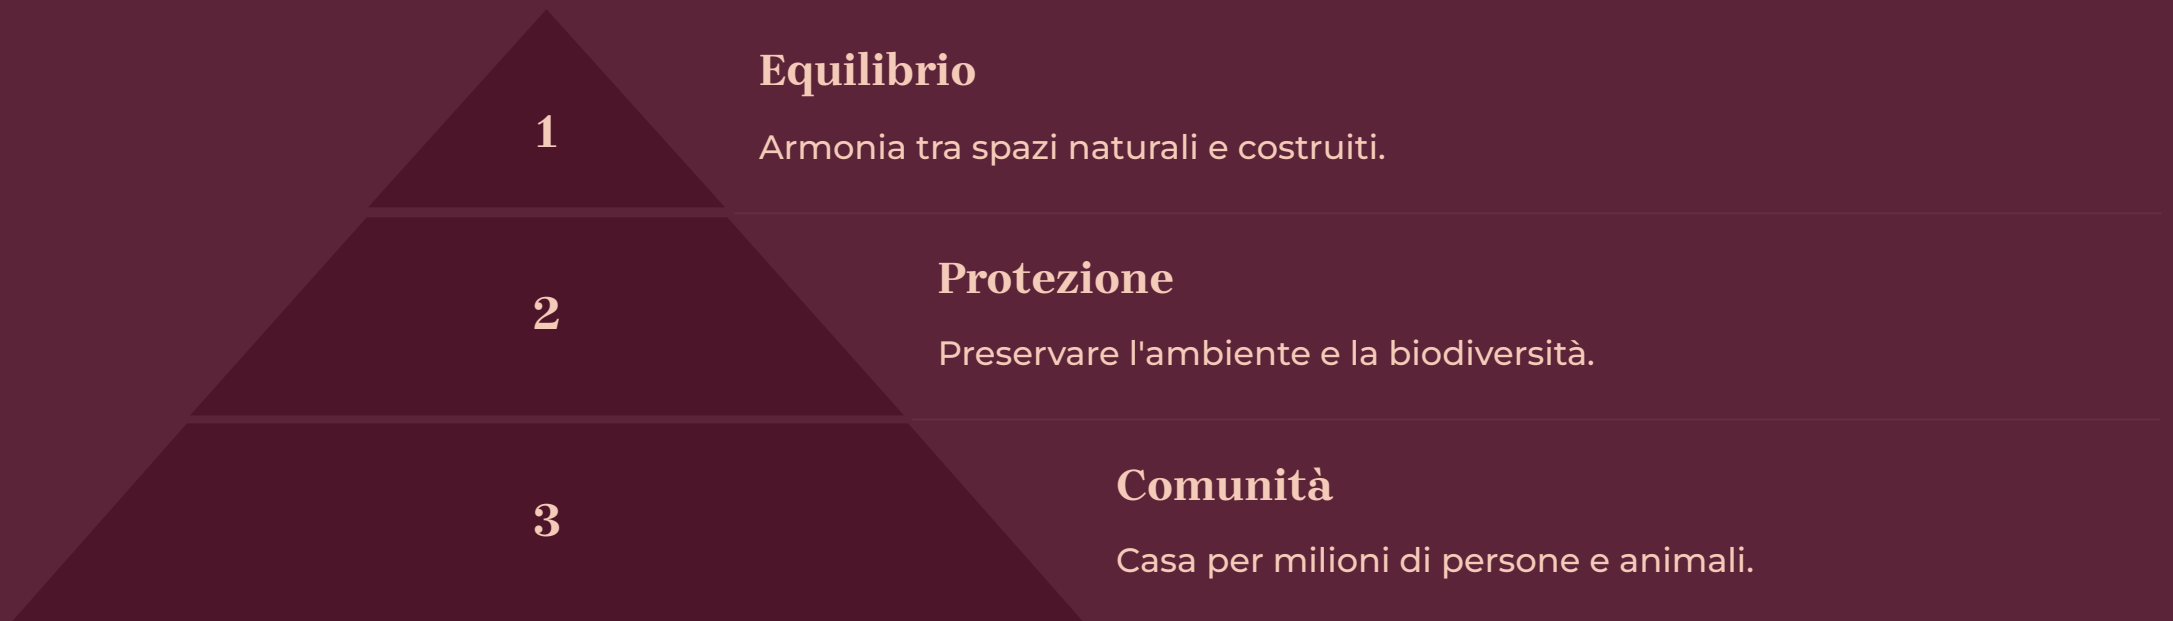 1
Equilibrio
Armonia tra spazi naturali e costruiti.
2
Protezione
Preservare l'ambiente e la biodiversità.
3
Comunità
Casa per milioni di persone e animali.